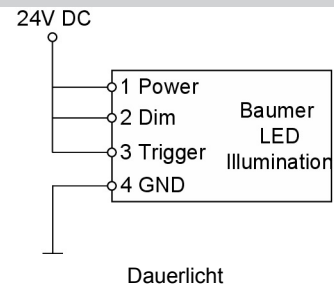 24V DC
1 Power
2 Dim
3 Trigger
4 GND
Baumer
LED
Illumination
Dauerlicht